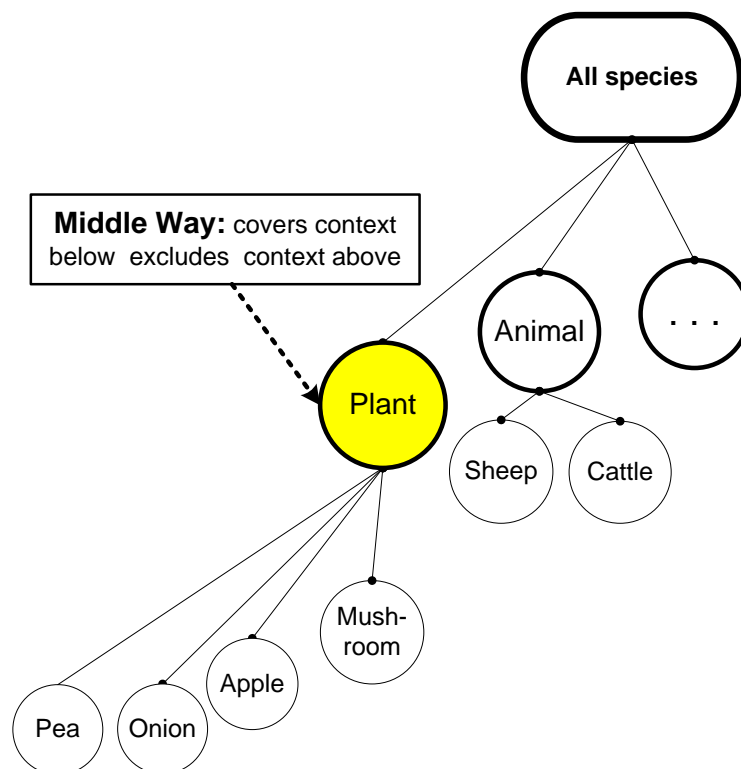 All species
Middle Way: covers context
below excludes context above
Animal
. . .
Plant
Sheep
Cattle
Mush-
room
Apple
Pea
Onion